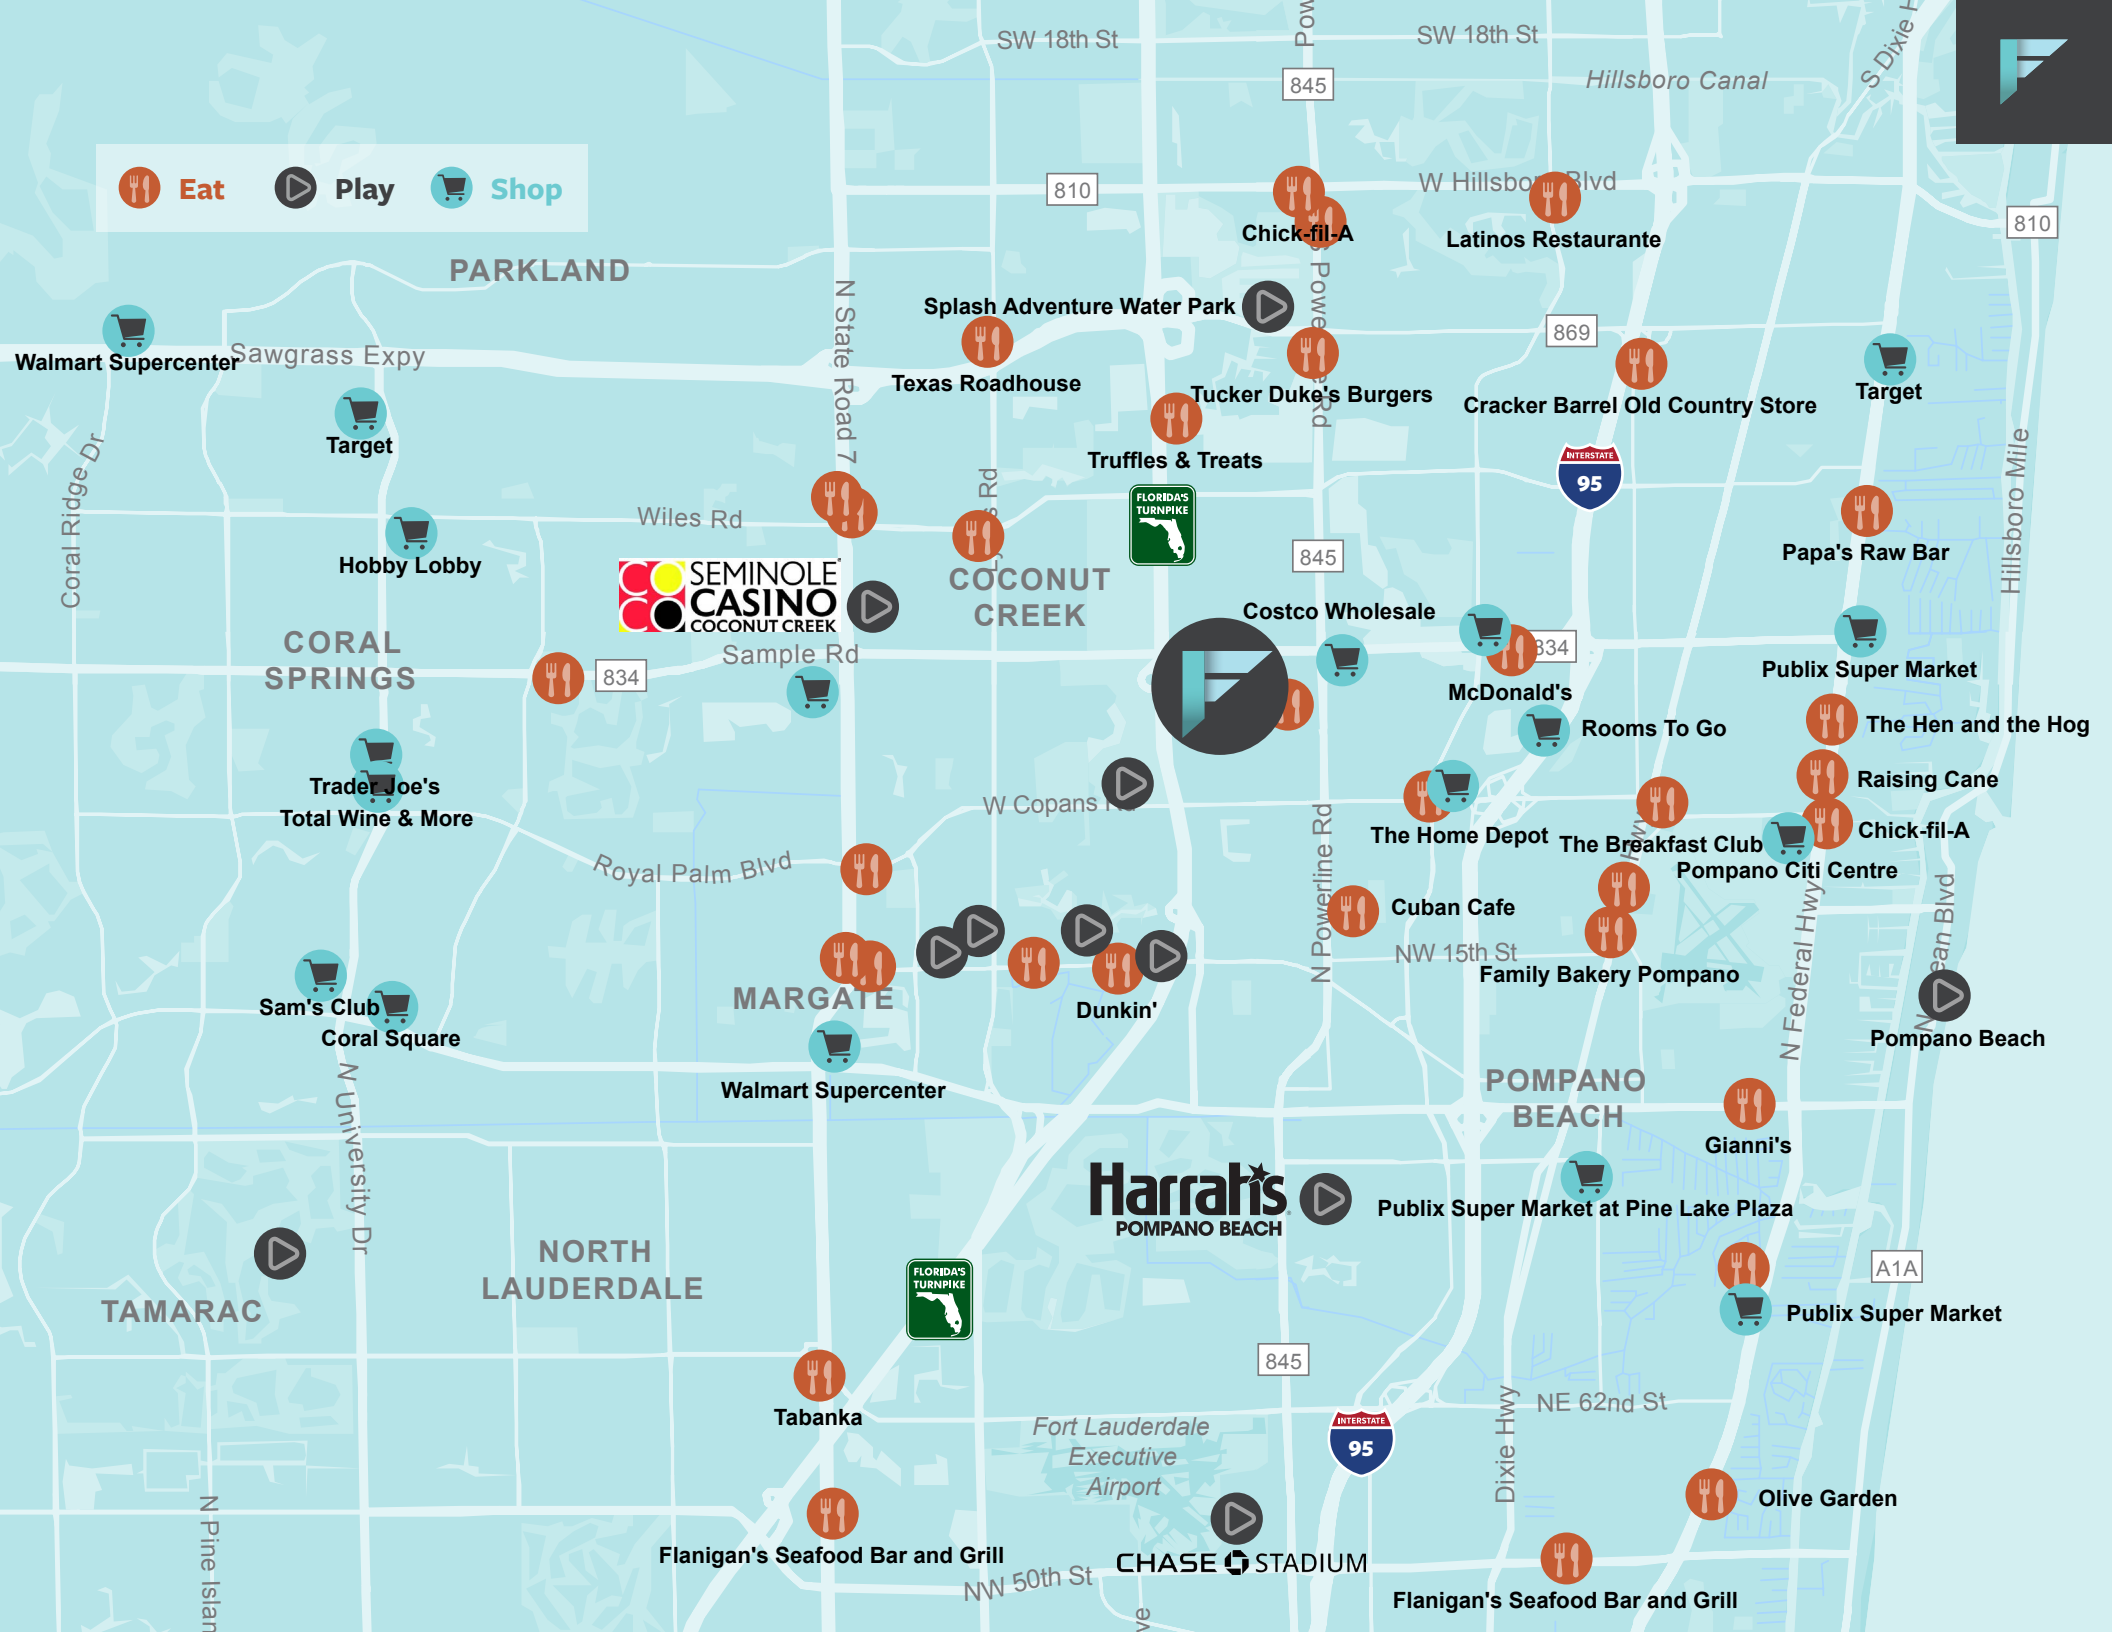 SW 18th St
SW 18th St
S Dixie H
Pow
845
Hillsboro Canal
Eat
Play
Shop
810
W Hillsboro Blvd
810
Chick-fil-A
Latinos Restaurante
PARKLAND
Splash Adventure Water Park
869
Walmart Supercenter
Sawgrass Expy
N State Road 7
Texas Roadhouse
Tucker Duke's Burgers
Cracker Barrel Old Country Store
Target
Target
Truffles & Treats
INTERSTATE
95
FLORIDA'S
TURNPIKE
Coral Ridge Dr
Wiles Rd
Rd
Hobby Lobby
Papa's Raw Bar
Hillsboro Mile
845
SEMINOLE
CASINO
COCONUT CREEK
COCONUT
CREEK
Costco Wholesale
CORAL
SPRINGS
Sample Rd
834
834
McDonald's
Publix Super Market
Rooms To Go
The Hen and the Hog
Raising Cane
Trader Joe's
Total Wine & More
W Copans Rd
The Home Depot
The Breakfast Club
Chick-fil-A
Pompano Citi Centre
Hwy
Royal Palm Blvd
N Powerline Rd
Cuban Cafe
NW 15th St
Family Bakery Pompano
N Federal Hwy
Sam's Club
Coral Square
MARGATE
Dunkin'
Pompano Beach
Walmart Supercenter
N University Dr
POMPANO
BEACH
Gianni's
Harrah's
POMPANO BEACH
Publix Super Market at Pine Lake Plaza
NORTH
LAUDERDALE
TAMARAC
FLORIDA'S
TURNPIKE
A1A
Publix Super Market
845
Tabanka
Fort Lauderdale
Executive
Airport
INTERSTATE
95
NE 62nd St
Dixie Hwy
Olive Garden
N Pine Islan
Flanigan's Seafood Bar and Grill
CHASE STADIUM
NW 50th St
Flanigan's Seafood Bar and Grill
ve